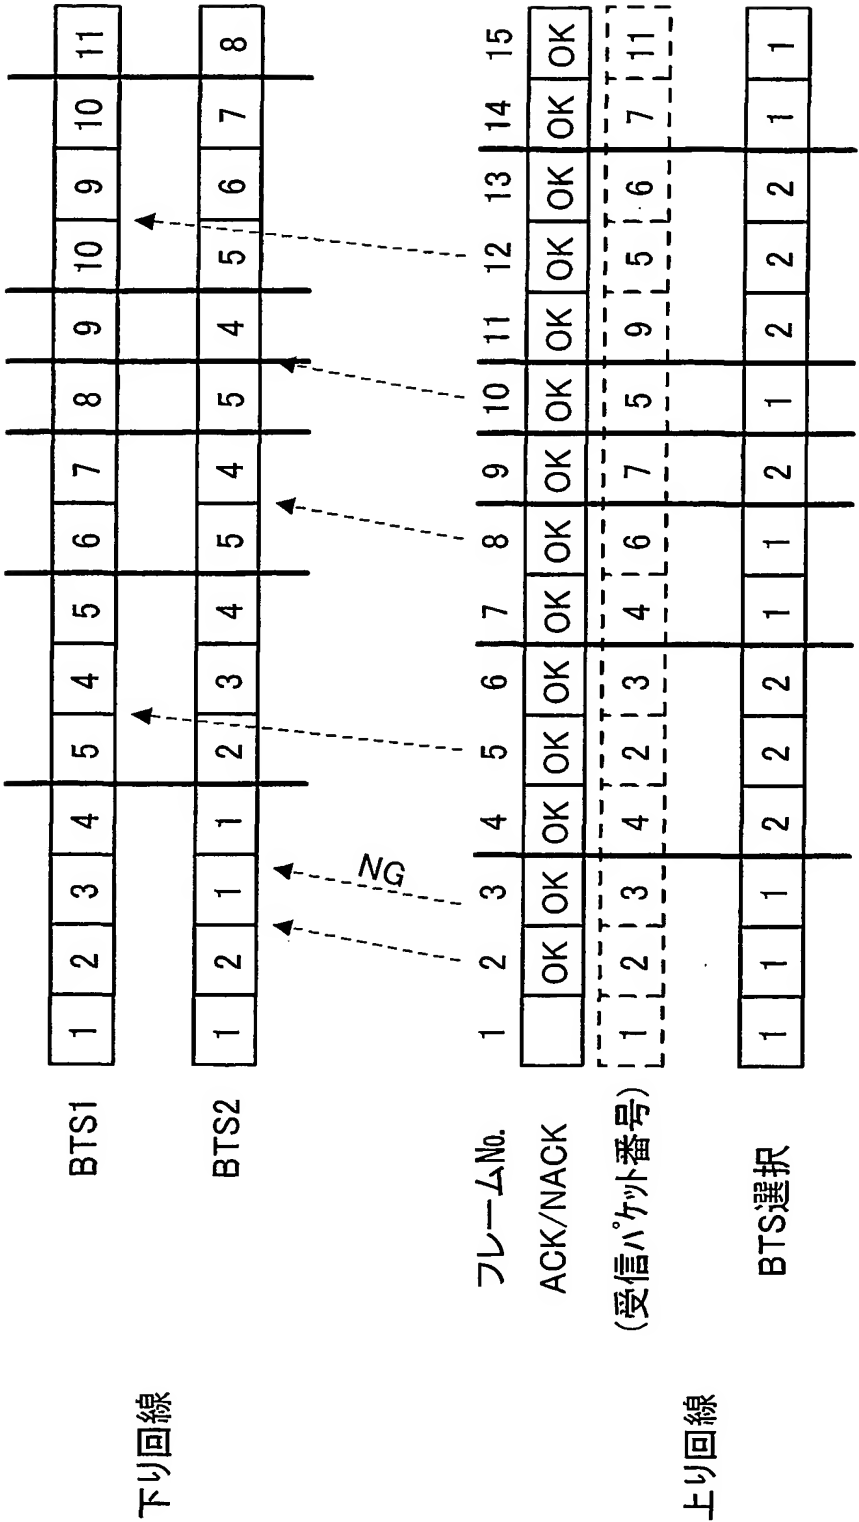 下り回線
BTS1 1 2 3 4 5 4 5 6 7 8 9 10 9 10 11
BTS2 1 2 1 1 2 3 4 5 4 5 4 5 6 7 8
NG
上り回線
フレームNo. 1 2 3 4 5 6 7 8 9 10 11 12 13 14 15
ACK/NACK OK OK OK OK OK OK OK OK OK OK OK OK OK OK
(受信パケット番号) 1 2 3 4 2 3 4 6 7 5 9 5 6 7 11
BTS選択 1 1 1 2 2 2 1 1 2 1 2 2 2 1 1